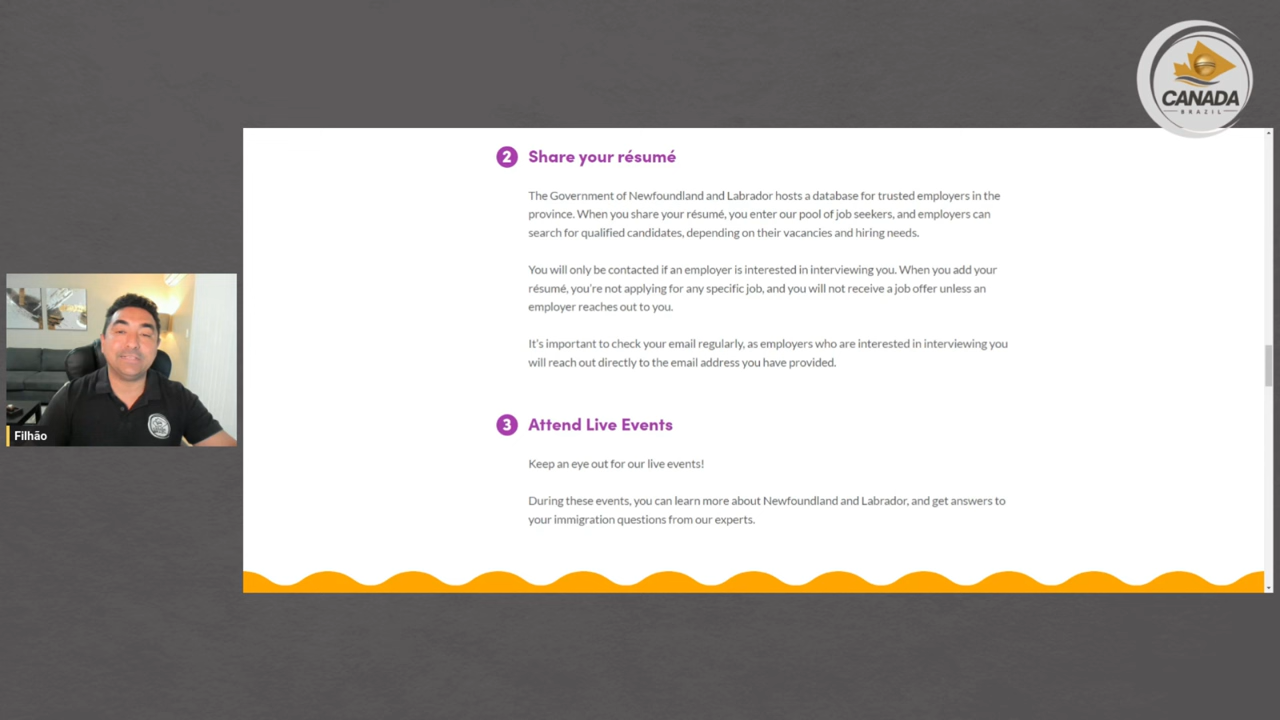 CANADA
BRAZIL
2 Share your résumé
The Government of Newfoundland and Labrador hosts a database for trusted employers in the
province. When you share your résumé, you enter our pool of job seekers, and employers can
search for qualified candidates, depending on their vacancies and hiring needs.
You will only be contacted if an employer is interested in interviewing you. When you add your
résumé, you're not applying for any specific job, and you will not receive a job offer unless an
employer reaches out to you.
It's important to check your email regularly, as employers who are interested in interviewing you
will reach out directly to the email address you have provided.
Filhão
3 Attend Live Events
Keep an eye out for our live events!
During these events, you can learn more about Newfoundland and Labrador, and get answers to
your immigration questions from our experts.